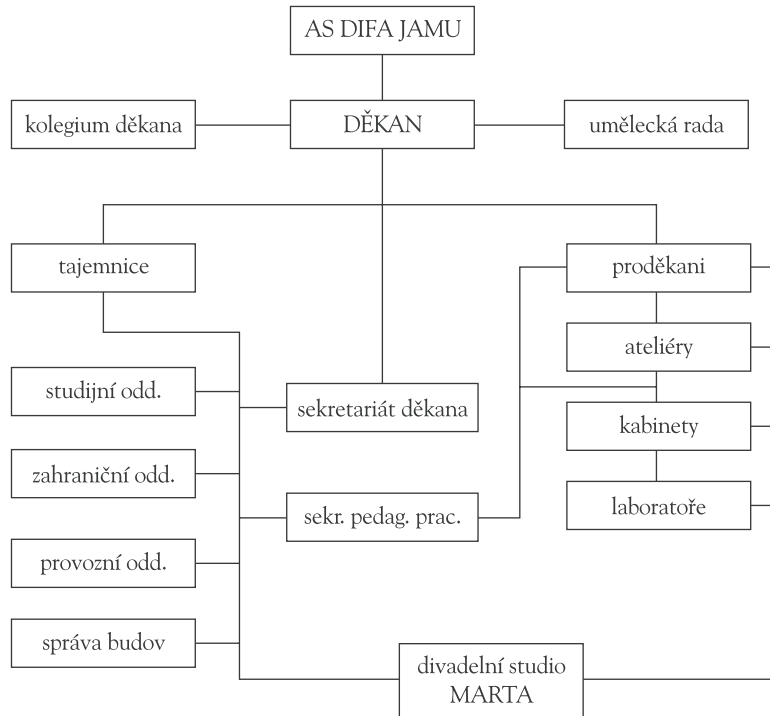 AS DIFA JAMU
kolegium děkana
DĚKAN
umělecká rada
tajemnice
proděkani
ateliéry
studijní odd.
sekretariát děkana
kabinety
zahraniční odd.
sekr. pedag. prac.
laboratoře
provozní odd.
správa budov
divadelní studio
MARTA